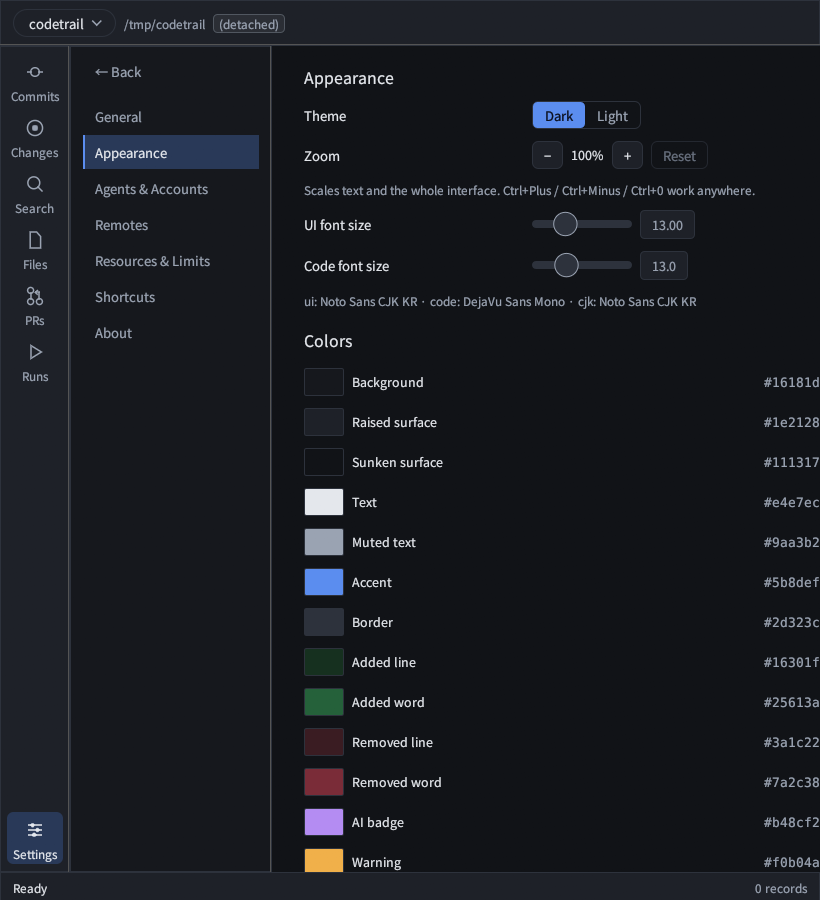 codetrail /tmp/codetrail (detached)
Commits
Changes
Search
Files
PRs
Runs
Settings
← Back
General
Appearance
Agents & Accounts
Remotes
Resources & Limits
Shortcuts
About
Appearance
Theme Dark Light
Zoom − 100% + Reset
Scales text and the whole interface. Ctrl+Plus / Ctrl+Minus / Ctrl+0 work anywhere.
UI font size 13.00
Code font size 13.0
ui: Noto Sans CJK KR · code: DejaVu Sans Mono · cjk: Noto Sans CJK KR
Colors
Background #16181d
Raised surface #1e2128
Sunken surface #111317
Text #e4e7ec
Muted text #9aa3b2
Accent #5b8def
Border #2d323c
Added line #16301f
Added word #25613a
Removed line #3a1c22
Removed word #7a2c38
AI badge #b48cf2
Warning #f0b04a
Ready 0 records